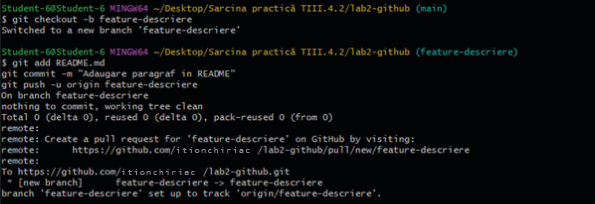 Student-60Student-6 MINGW64 ~/Desktop/Sarcina practică TIII.4.2/lab2-github (main)
$ git checkout -b feature-descriere
Switched to a new branch 'feature-descriere'
Student-60Student-6 MINGW64 ~/Desktop/Sarcina practică TIII.4.2/lab2-github (feature-descriere)
$ git add README.md
git commit -m "Adaugare paragraf in README"
git push -u origin feature-descriere
On branch feature-descriere
nothing to commit, working tree clean
Total 0 (delta 0), reused 0 (delta 0), pack-reused 0 (from 0)
remote:
remote: Create a pull request for 'feature-descriere' on GitHub by visiting:
remote:      https://github.com/itionchiriac /lab2-github/pull/new/feature-descriere
remote:
To https://github.com/itionchiriac /lab2-github.git
 * [new branch]      feature-descriere -> feature-descriere
branch 'feature-descriere' set up to track 'origin/feature-descriere'.